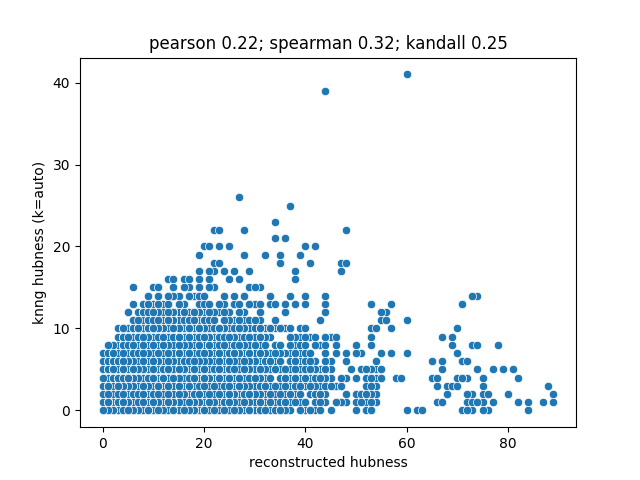 pearson 0.22; spearman 0.32; kandall 0.25
40
30
20
10
0
knng hubness (k=auto)
0 20 40 60 80
reconstructed hubness